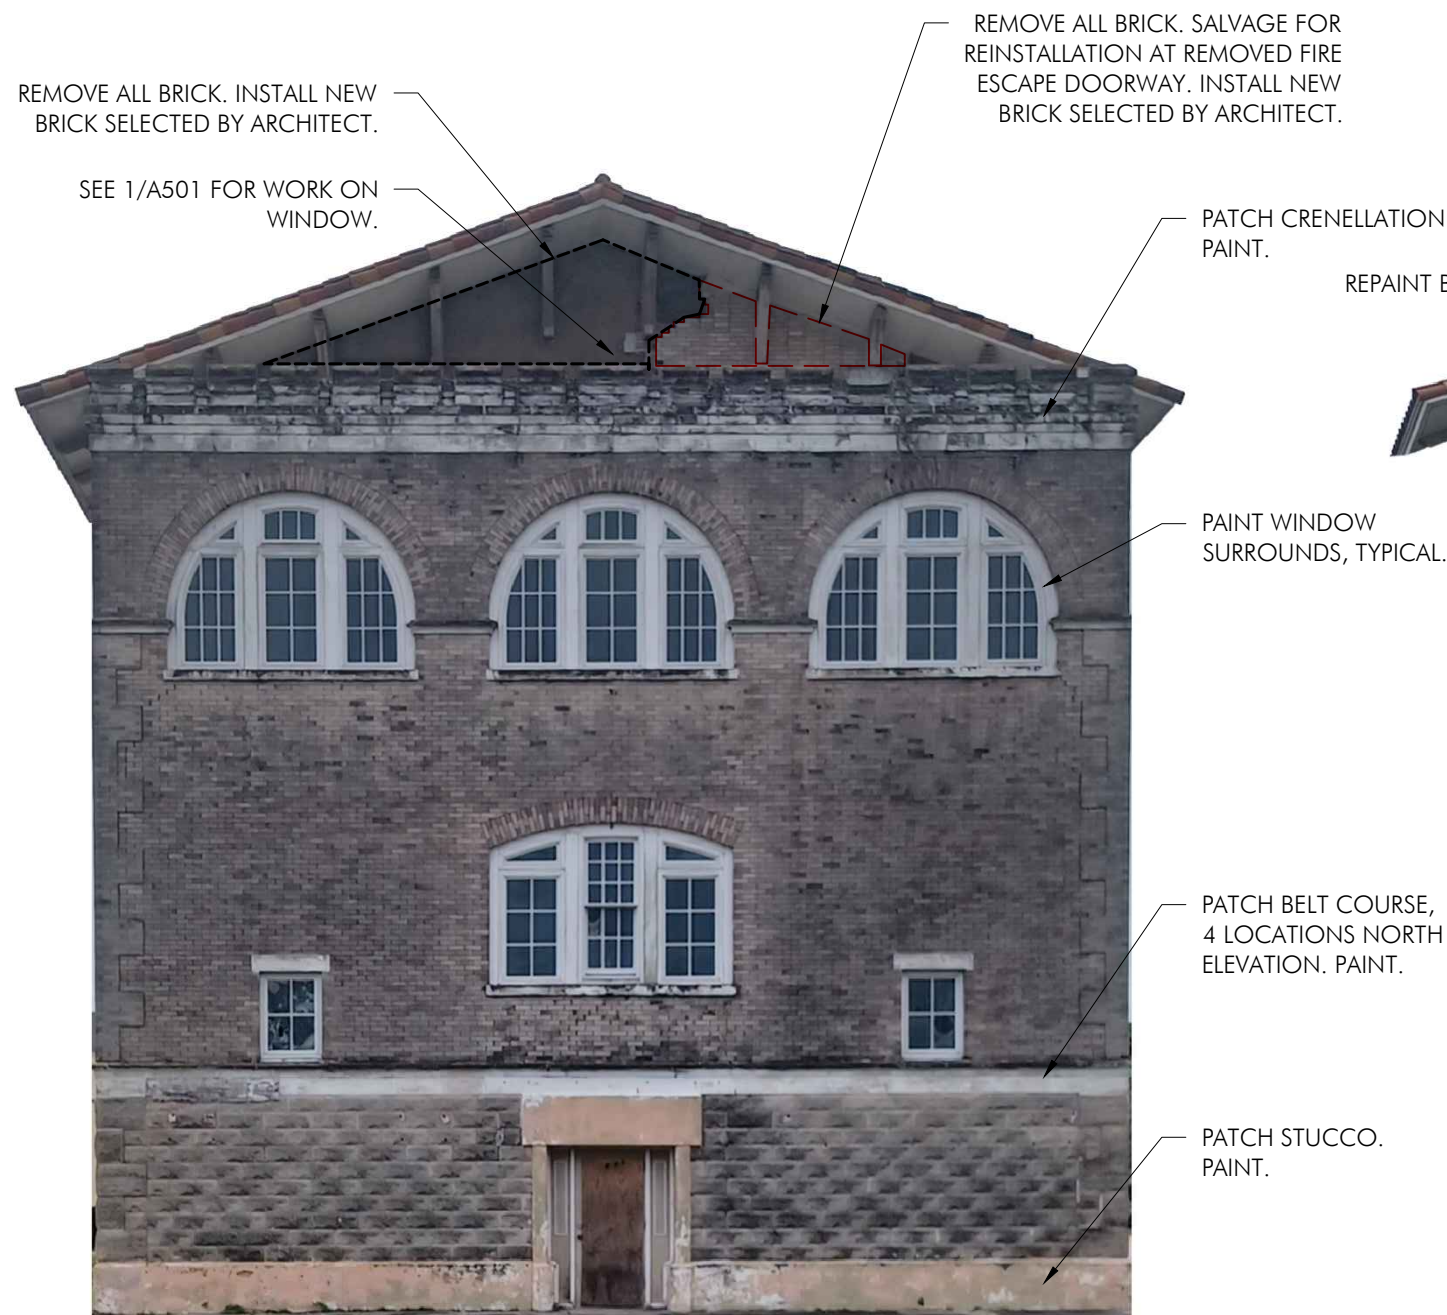 REMOVE ALL BRICK. SALVAGE FOR
REINSTALLATION AT REMOVED FIRE
ESCAPE DOORWAY. INSTALL NEW
BRICK SELECTED BY ARCHITECT.
REMOVE ALL BRICK. INSTALL NEW
BRICK SELECTED BY ARCHITECT.
SEE 1/A501 FOR WORK ON
WINDOW.
PATCH CRENELLATION
PAINT.
REPAINT
PAINT WINDOW
SURROUNDS, TYPICAL.
PATCH BELT COURSE,
4 LOCATIONS NORTH
ELEVATION. PAINT.
PATCH STUCCO.
PAINT.